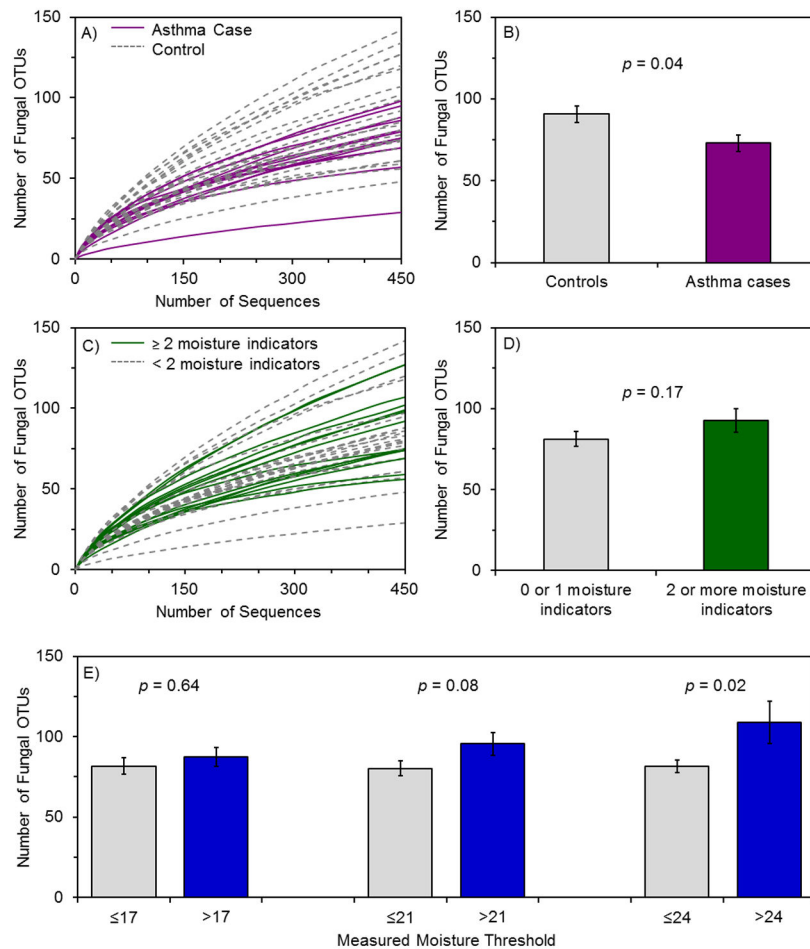 A)
Asthma Case
Control
150
100
50
0
Number of Fungal OTUs
0 150 300 450
Number of Sequences
B)
p = 0.04
150
100
50
0
Number of Fungal OTUs
Controls Asthma cases
C)
≥ 2 moisture indicators
< 2 moisture indicators
150
100
50
0
Number of Fungal OTUs
0 150 300 450
Number of Sequences
D)
p = 0.17
150
100
50
0
Number of Fungal OTUs
0 or 1 moisture indicators
2 or more moisture indicators
E)
p = 0.64 p = 0.08 p = 0.02
150
100
50
0
Number of Fungal OTUs
≤17 >17 ≤21 >21 ≤24 >24
Measured Moisture Threshold